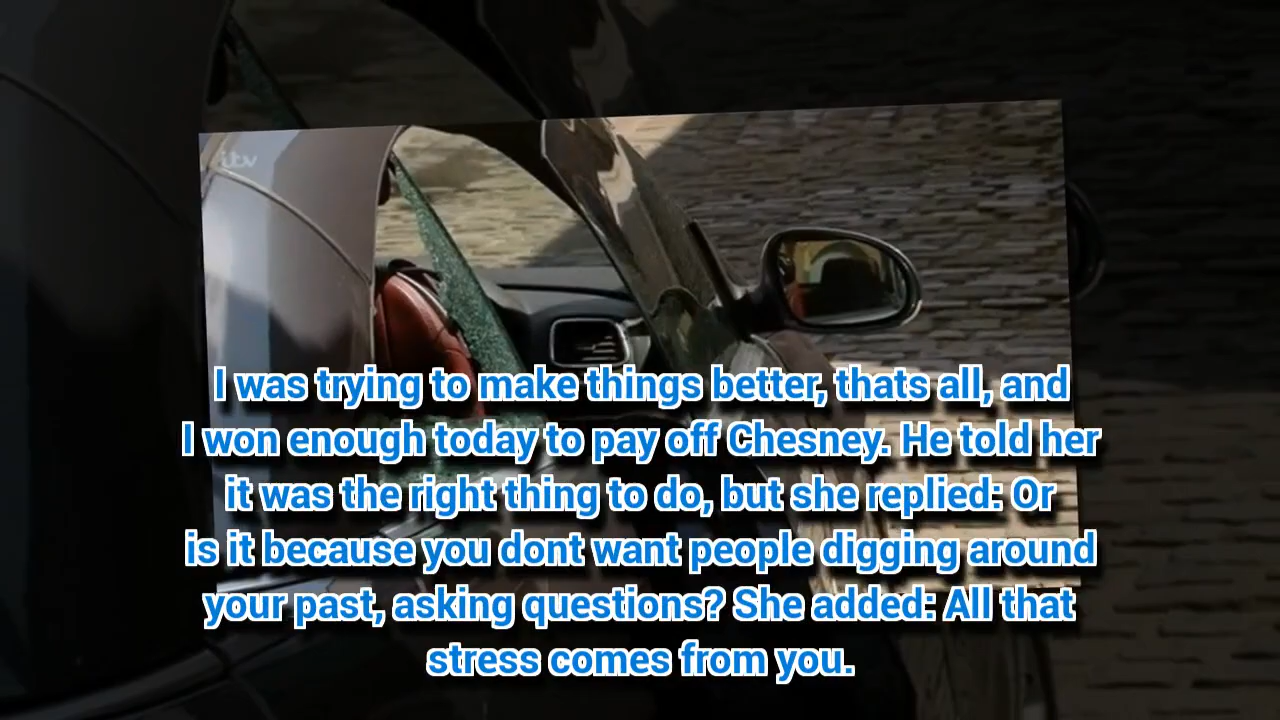 itv
I was trying to make things better, thats all, and
I won enough today to pay off Chesney. He told her
it was the right thing to do, but she replied: Or
is it because you dont want people digging around
your past, asking questions? She added: All that
stress comes from you.